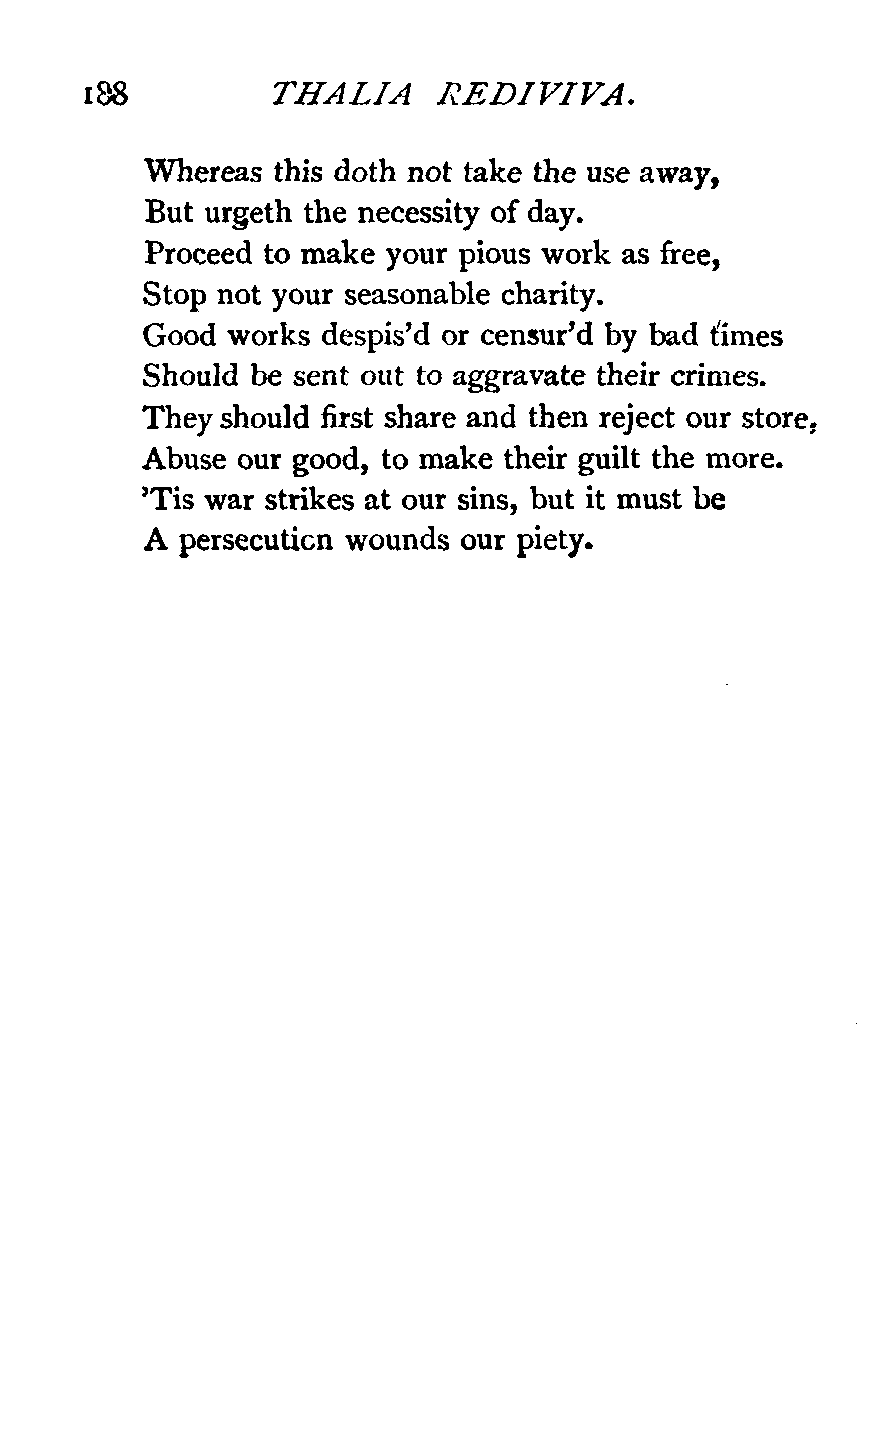 188 THALIA REDIVIVA.
Whereas this doth not take the use away,
But urgeth the necessity of day.
Proceed to make your pious work as free,
Stop not your seasonable charity.
Good works despis'd or censur'd by bad times
Should be sent out to aggravate their crimes.
They should first share and then reject our store,
Abuse our good, to make their guilt the more.
'Tis war strikes at our sins, but it must be
A persecution wounds our piety.